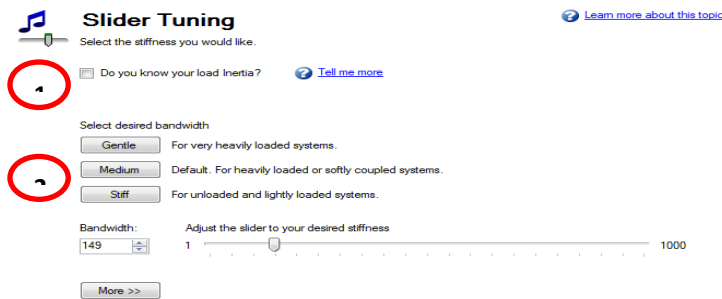 Slider Tuning
Learn more about this topic
Select the stiffness you would like.
Do you know your load Inertia? Tell me more
Select desired bandwidth
Gentle For very heavily loaded systems.
Medium Default. For heavily loaded or softly coupled systems.
Stiff For unloaded and lightly loaded systems.
Bandwidth: Adjust the slider to your desired stiffness
149 1 1000
More >>